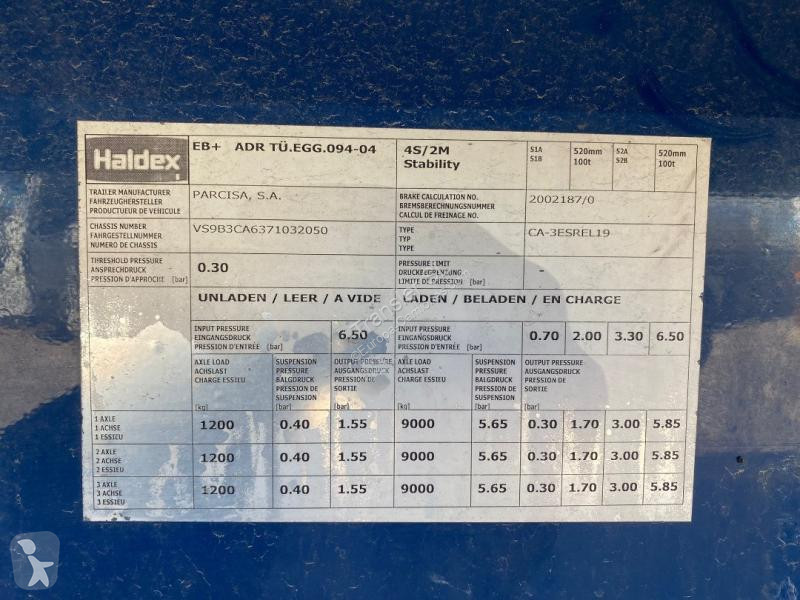 Haldex
EB+ ADR TÜ.EGG.094-04
4S/2M
Stability
S1A
S1B
520mm
100t
S2A
S2B
520mm
100t
TRAILER MANUFACTURER
FAHRZEUGHERSTELLER
PRODUCTEUR DE VEHICULE
PARCISA, S.A.
BRAKE CALCULATION NO.
BREMSBERECHNUNGSNUMMER
CALCUL DE FREINAGE NO.
2002187/0
CHASSIS NUMBER
FAHRGESTELLNUMMER
NUMERO DE CHASSIS
VS9B3CA6371032050
TYPE
TYP
TYPE
CA-3ESREL19
THRESHOLD PRESSURE
ANSPRECHDRUCK
PRESSION D'APPROCHE [bar]
0.30
PRESSURE LIMIT
DRUCKBEGRENZUNG
LIMITE DE PRESSION [bar]
-
UNLADEN / LEER / A VIDE
LADEN / BELADEN / EN CHARGE
INPUT PRESSURE
EINGANGSDRUCK
PRESSION D'ENTRÉE [bar]
6.50
INPUT PRESSURE
EINGANGSDRUCK
PRESSION D'ENTRÉE [bar]
0.70 2.00 3.30 6.50
AXLE LOAD
ACHSLAST
CHARGE ESSIEU
[kg]
SUSPENSION
PRESSURE
BALGDRUCK
PRESSION DE
SUSPENSION
[bar]
OUTPUT PRESSURE
AUSGANGSDRUCK
PRESSION DE
SORTIE
[bar]
AXLE LOAD
ACHSLAST
CHARGE ESSIEU
[kg]
SUSPENSION
PRESSURE
BALGDRUCK
PRESSION DE
SUSPENSION
[bar]
OUTPUT PRESSURE
AUSGANGSDRUCK
PRESSION DE
SORTIE
[bar]
1 AXLE
1 ACHSE
1 ESSIEU
1200 0.40 1.55 9000 5.65 0.30 1.70 3.00 5.85
2 AXLE
2 ACHSE
2 ESSIEU
1200 0.40 1.55 9000 5.65 0.30 1.70 3.00 5.85
3 AXLE
3 ACHSE
3 ESSIEU
1200 0.40 1.55 9000 5.65 0.30 1.70 3.00 5.85